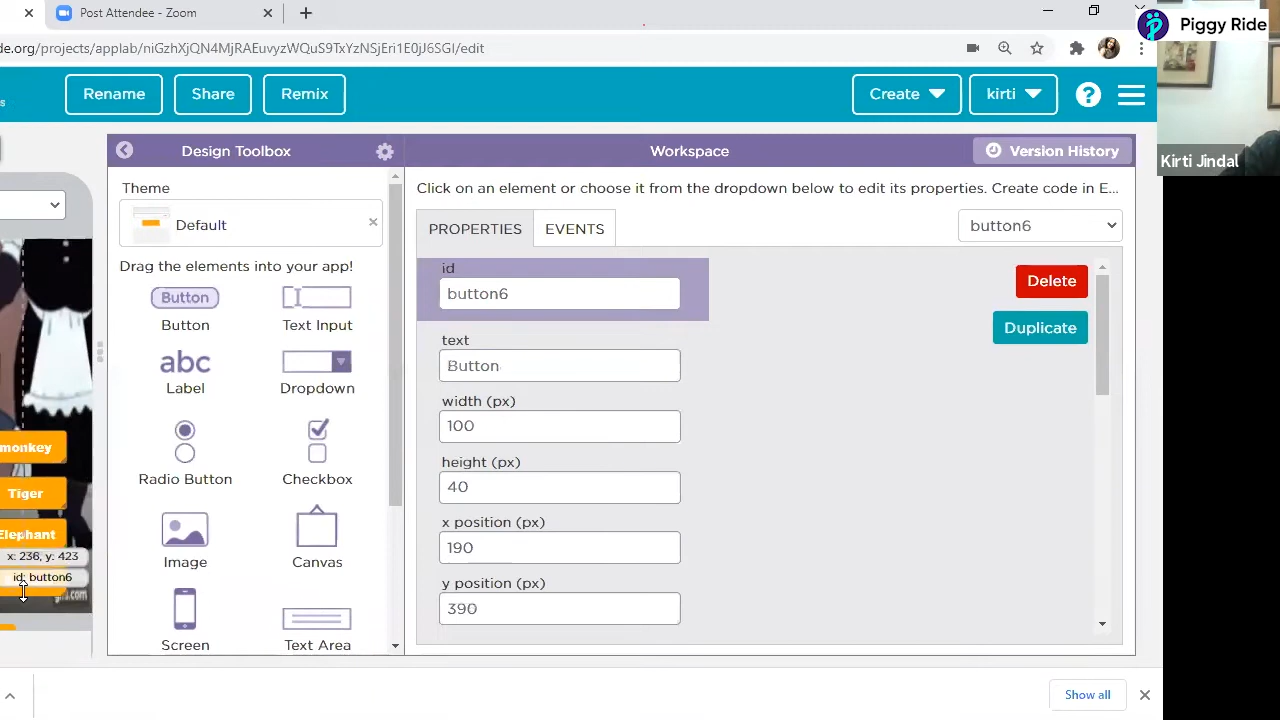 Post Attendee - Zoom
Piggy Ride
de.org/projects/applab/niGzhXjQN4MjRAEuvyzWQuS9TxYzNSjEri1E0jJ6SGI/edit
Rename
Share
Remix
Create
kirti
Kirti Jindal
Design Toolbox
Workspace
Version History
Theme
Default
Drag the elements into your app!
Button
Button
Text Input
abc
Label
Dropdown
Radio Button
Checkbox
Image
Canvas
Screen
Text Area
Click on an element or choose it from the dropdown below to edit its properties. Create code in E...
PROPERTIES
EVENTS
button6
id
button6
Delete
Duplicate
text
Button
width (px)
100
height (px)
40
x position (px)
190
y position (px)
390
monkey
Tiger
Elephant
x: 236, y: 423
id: button6
Show all